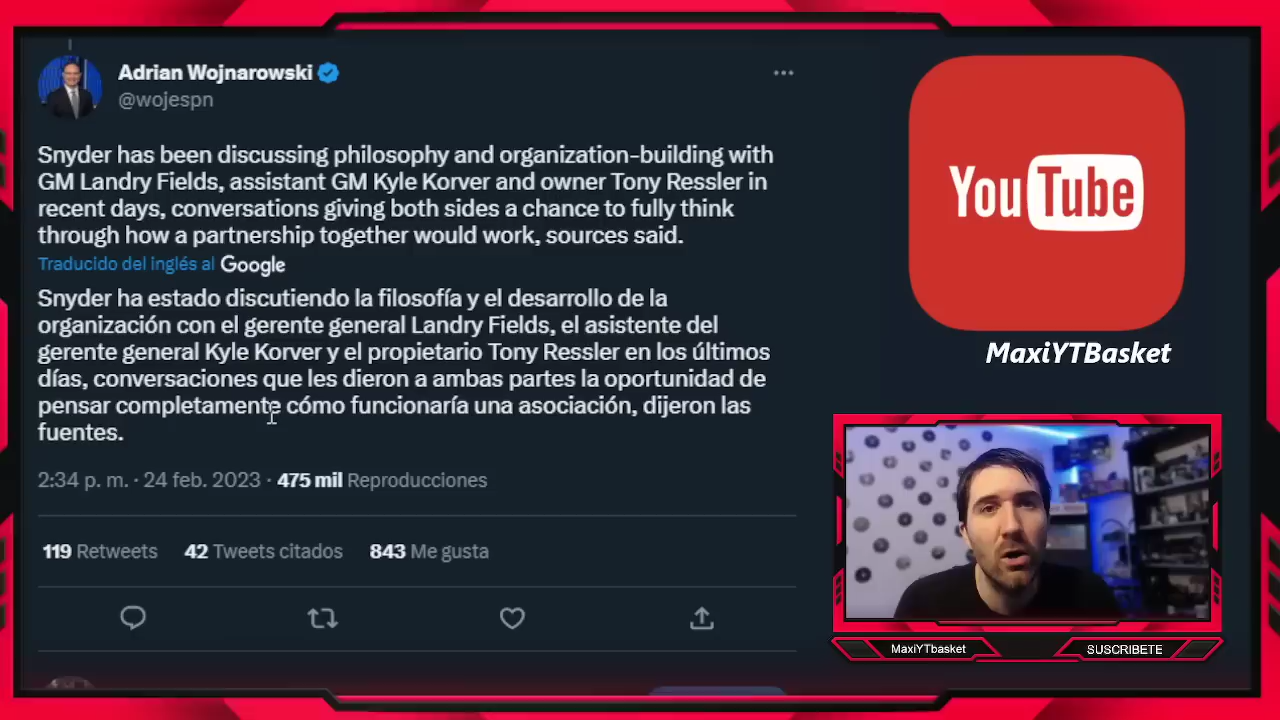 Adrian Wojnarowski
@wojespn
Snyder has been discussing philosophy and organization-building with
GM Landry Fields, assistant GM Kyle Korver and owner Tony Ressler in
recent days, conversations giving both sides a chance to fully think
through how a partnership together would work, sources said.
Traducido del inglés al Google
Snyder ha estado discutiendo la filosofía y el desarrollo de la
organización con el gerente general Landry Fields, el asistente del
gerente general Kyle Korver y el propietario Tony Ressler en los últimos
días, conversaciones que les dieron a ambas partes la oportunidad de
pensar completamente cómo funcionaría una asociación, dijeron las
fuentes.
2:34 p. m. · 24 feb. 2023 · 475 mil Reproducciones
119 Retweets 42 Tweets citados 843 Me gusta
YouTube
MaxiYTBasket
MaxiYTbasket
SUSCRIBETE